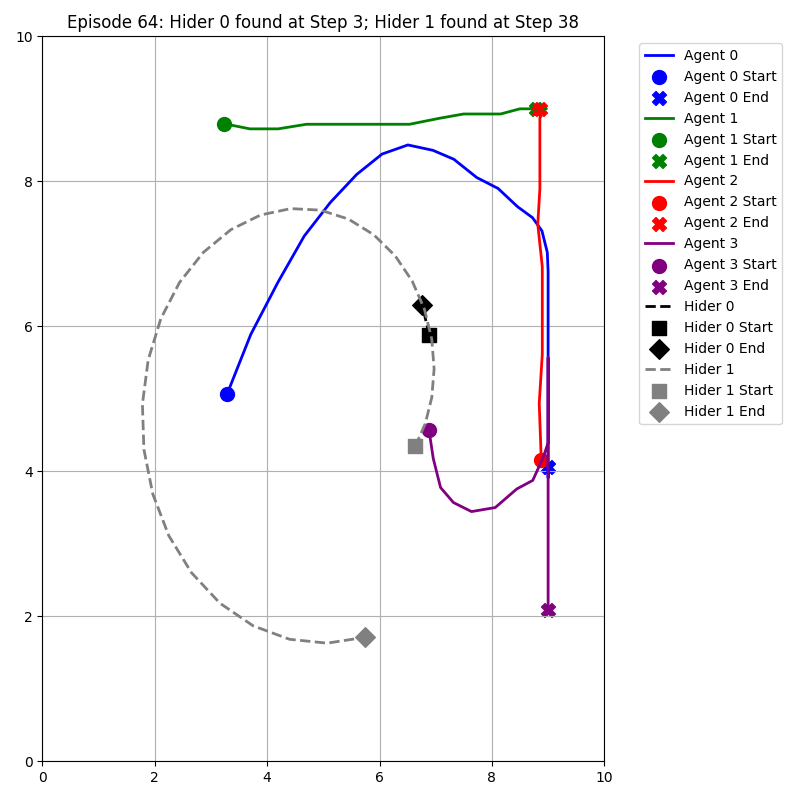 Episode 64: Hider 0 found at Step 3; Hider 1 found at Step 38
10
8
6
4
2
0
0
2
4
6
8
10
Agent 0
Agent 0 Start
Agent 0 End
Agent 1
Agent 1 Start
Agent 1 End
Agent 2
Agent 2 Start
Agent 2 End
Agent 3
Agent 3 Start
Agent 3 End
Hider 0
Hider 0 Start
Hider 0 End
Hider 1
Hider 1 Start
Hider 1 End